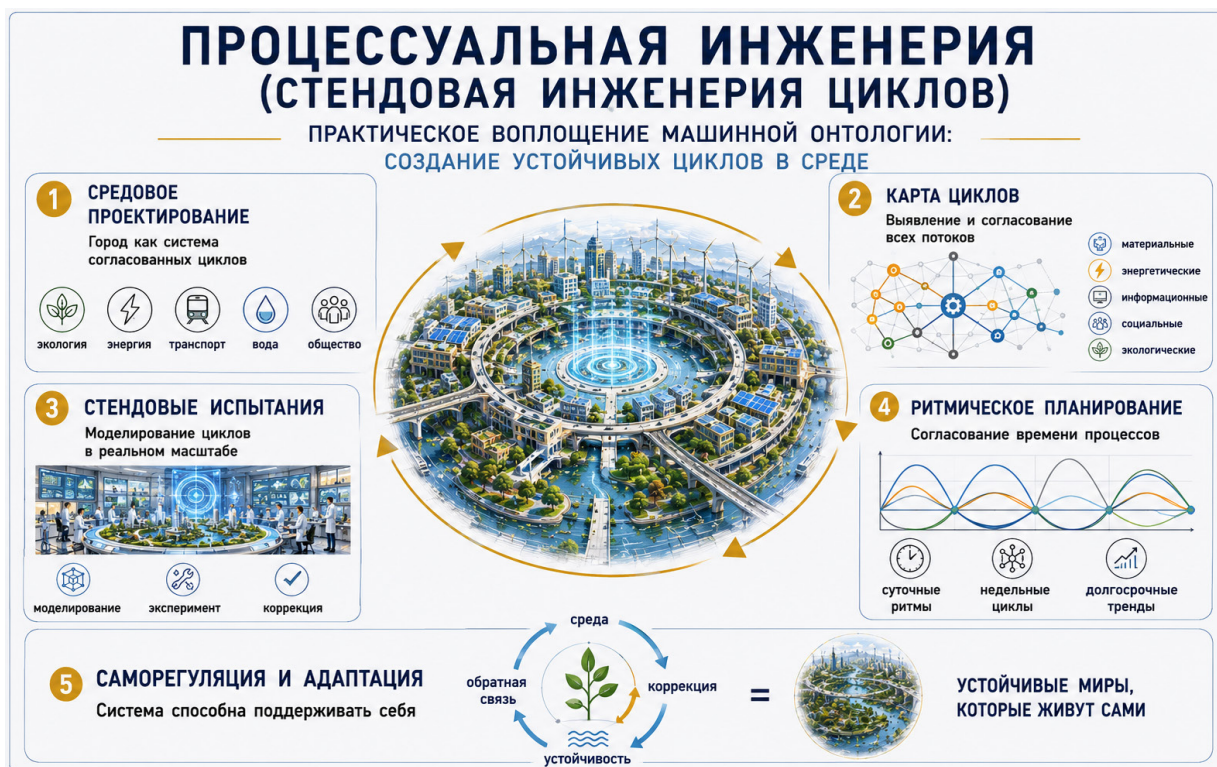 ПРОЦЕССУАЛЬНАЯ ИНЖЕНЕРИЯ
(СТЕНДОВАЯ ИНЖЕНЕРИЯ ЦИКЛОВ)
ПРАКТИЧЕСКОЕ ВОПЛОЩЕНИЕ МАШИННОЙ ОНТОЛОГИИ:
СОЗДАНИЕ УСТОЙЧИВЫХ ЦИКЛОВ В СРЕДЕ
1
СРЕДОВОЕ
ПРОЕКТИРОВАНИЕ
Город как система
согласованных циклов
экология
энергия
транспорт
вода
общество
2
КАРТА ЦИКЛОВ
Выявление и согласование
всех потоков
материальные
энергетические
информационные
социальные
экологические
3
СТЕНДОВЫЕ ИСПЫТАНИЯ
Моделирование циклов
в реальном масштабе
моделирование
эксперимент
коррекция
4
РИТМИЧЕСКОЕ ПЛАНИРОВАНИЕ
Согласование времени процессов
суточные
ритмы
недельные
циклы
долгосрочные
тренды
5
САМОРЕГУЛЯЦИЯ И АДАПТАЦИЯ
Система способна поддерживать себя
среда
обратная
связь
коррекция
устойчивость
=
УСТОЙЧИВЫЕ МИРЫ,
КОТОРЫЕ ЖИВУТ САМИ